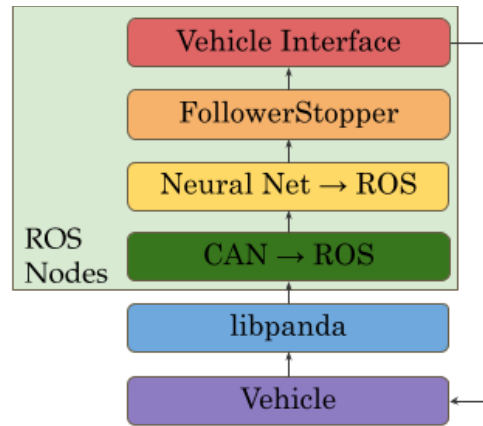 Vehicle Interface
FollowerStopper
Neural Net → ROS
ROS
Nodes
CAN → ROS
libpanda
Vehicle